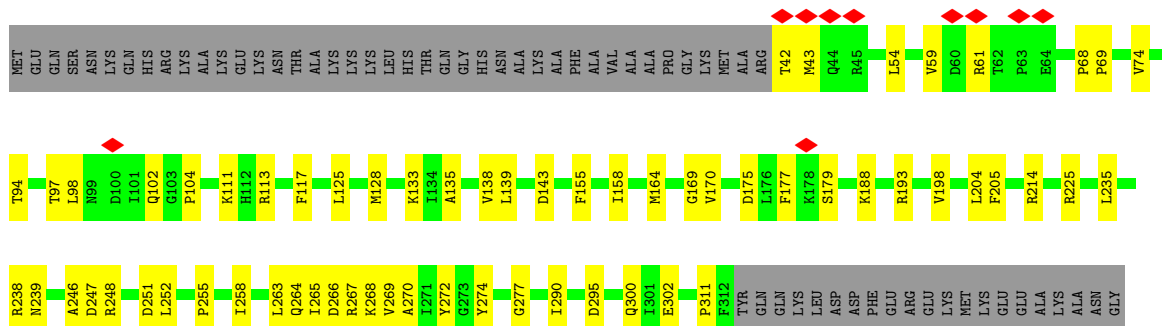 MET GLU GLN SER ASN LYS GLN HIS ARG LYS ALA LYS GLU LYS ASN THR ALA LYS LYS LYS LEU HIS THR GLN GLY HIS ASN ALA LYS ALA PHE ALA VAL ALA ALA PRO GLY LYS MET ALA ARG T42 M43 Q44 R45 L54 V59 D60 R61 T62 P63 E64 P68 P69 V74
T94 T97 L98 N99 D100 I101 Q102 G103 P104 K111 H112 R113 F117 L125 M128 K133 I134 A135 V138 L139 D143 F155 I158 M164 G169 V170 D175 L176 F177 K178 S179 K188 R193 V198 L204 F205 R214 R225 L235
R238 N239 A246 D247 R248 D251 L252 P255 I258 L263 Q264 I265 D266 R267 K268 V269 A270 I271 Y272 G273 Y274 G277 I290 D295 Q300 I301 E302 P311 F312 TYR GLN GLN LYS LEU ASP ASP PHE GLU ARG GLU LYS MET LYS GLU GLU ALA LYS ALA ASN GLY